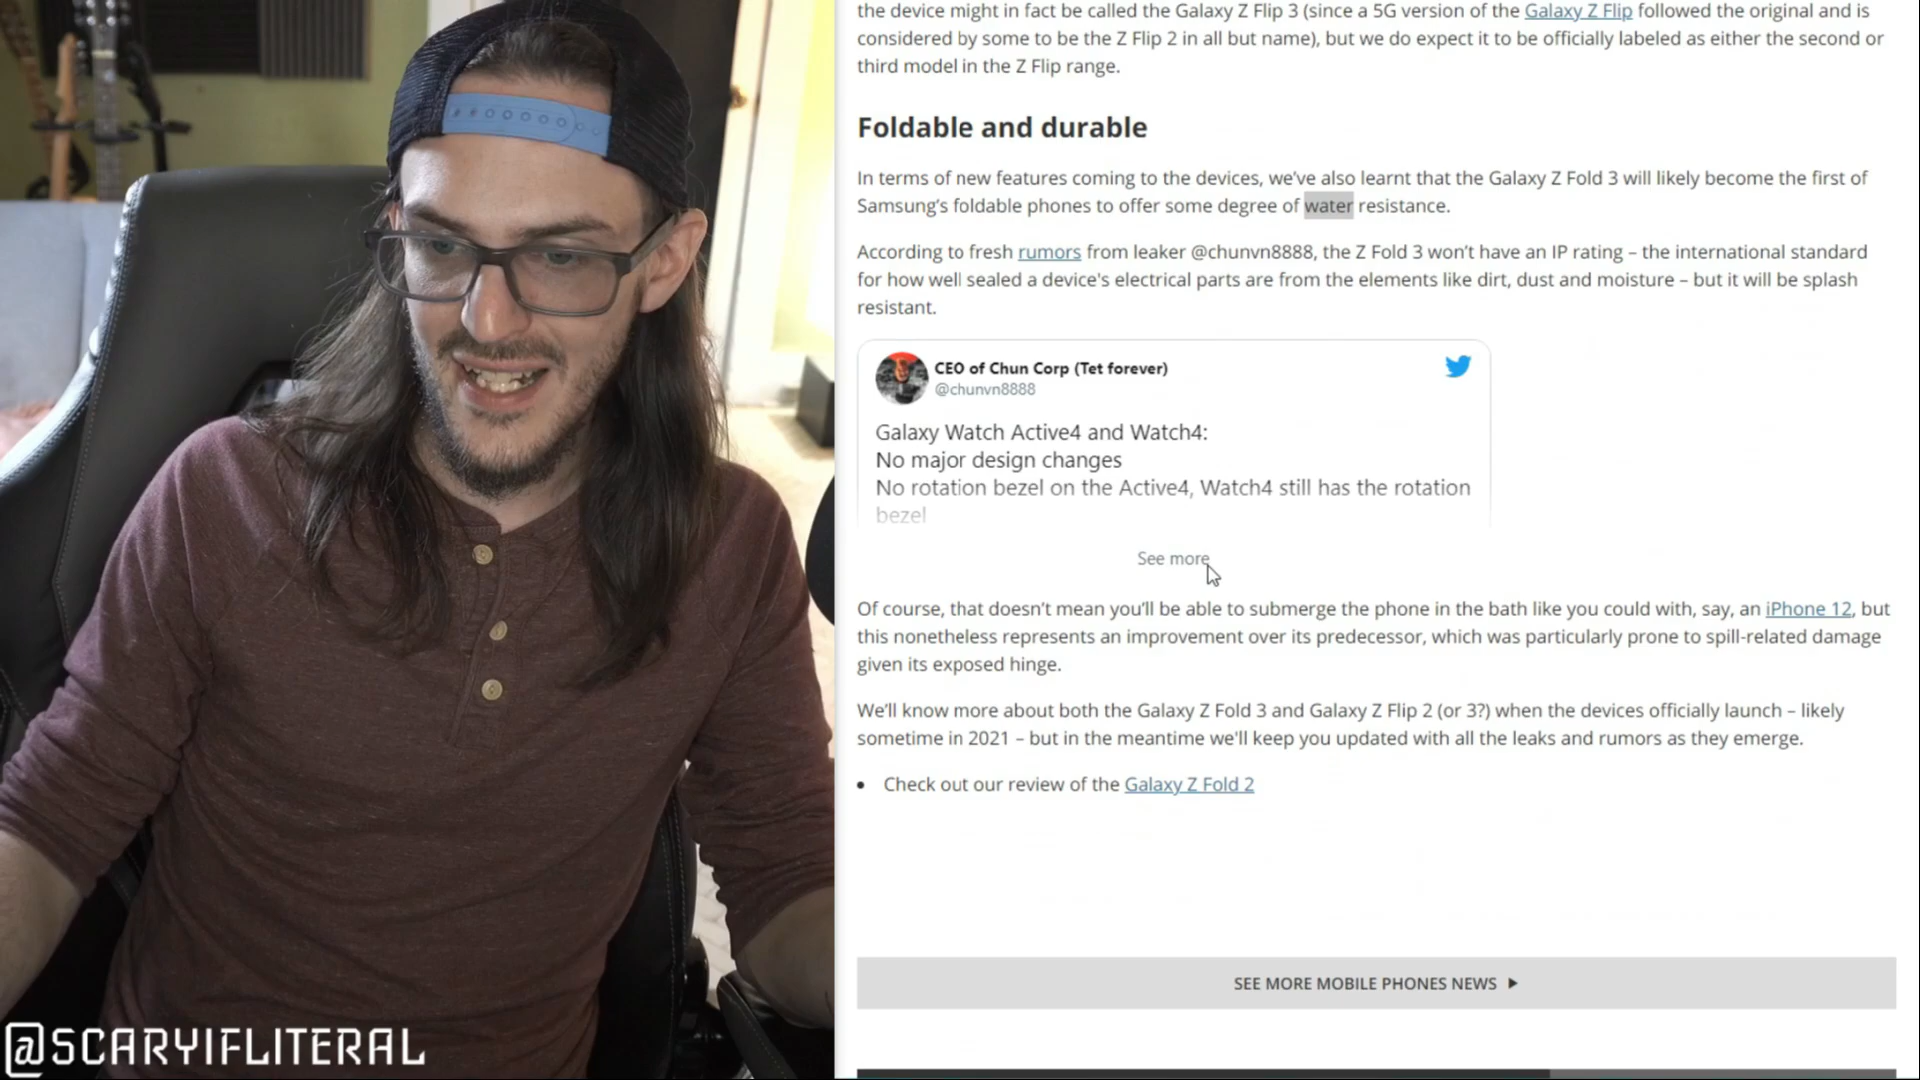 the device might in fact be called the Galaxy Z Flip 3 (since a 5G version of the Galaxy Z Flip followed the original and is
considered by some to be the Z Flip 2 in all but name), but we do expect it to be officially labeled as either the second or
third model in the Z Flip range.
Foldable and durable
In terms of new features coming to the devices, we’ve also learnt that the Galaxy Z Fold 3 will likely become the first of
Samsung’s foldable phones to offer some degree of water resistance.
According to fresh rumors from leaker @chunvn8888, the Z Fold 3 won’t have an IP rating – the international standard
for how well sealed a device's electrical parts are from the elements like dirt, dust and moisture – but it will be splash
resistant.
CEO of Chun Corp (Tet forever)
@chunvn8888
Galaxy Watch Active4 and Watch4:
No major design changes
No rotation bezel on the Active4, Watch4 still has the rotation
bezel
See more
Of course, that doesn’t mean you’ll be able to submerge the phone in the bath like you could with, say, an iPhone 12, but
this nonetheless represents an improvement over its predecessor, which was particularly prone to spill-related damage
given its exposed hinge.
We’ll know more about both the Galaxy Z Fold 3 and Galaxy Z Flip 2 (or 3?) when the devices officially launch – likely
sometime in 2021 – but in the meantime we'll keep you updated with all the leaks and rumors as they emerge.
• Check out our review of the Galaxy Z Fold 2
SEE MORE MOBILE PHONES NEWS ►
@SCARYIFLITERAL